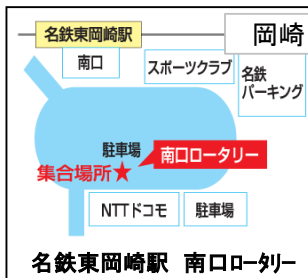 岡崎
名鉄東岡崎駅
南口
スポーツクラブ
名鉄
パーキング
駐車場
南口ロータリー
集合場所★
NTTドコモ
駐車場
名鉄東岡崎駅 南口ロータリー